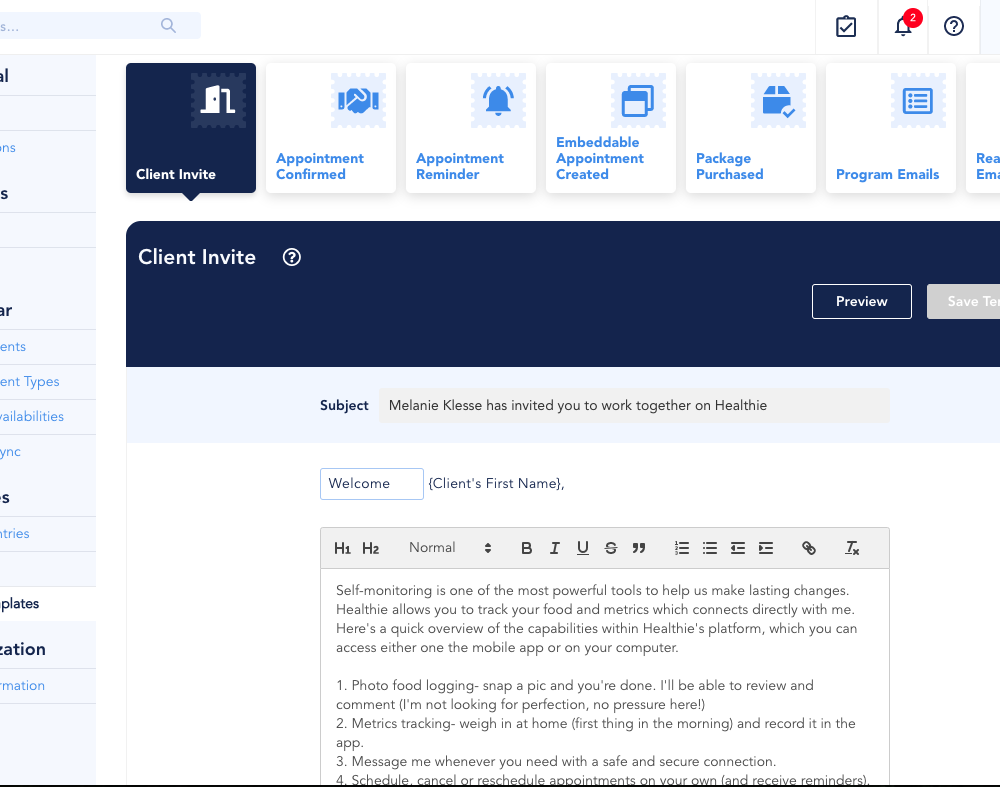 s...
2
al
ons
s
ar
ents
ent Types
vailabilities
ync
es
ntries
plates
zation
rmation
Client Invite
Appointment
Confirmed
Appointment
Reminder
Embeddable
Appointment
Created
Package
Purchased
Program Emails
Rea
Ema
Client Invite
Preview
Save Ter
Subject
Melanie Klesse has invited you to work together on Healthie
Welcome {Client's First Name},
H1 H2 Normal B I U S
Self-monitoring is one of the most powerful tools to help us make lasting changes.
Healthie allows you to track your food and metrics which connects directly with me.
Here's a quick overview of the capabilities within Healthie's platform, which you can
access either one the mobile app or on your computer.
1. Photo food logging- snap a pic and you're done. I'll be able to review and
comment (I'm not looking for perfection, no pressure here!)
2. Metrics tracking- weigh in at home (first thing in the morning) and record it in the
app.
3. Message me whenever you need with a safe and secure connection.
4. Schedule, cancel or reschedule appointments on your own (and receive reminders).